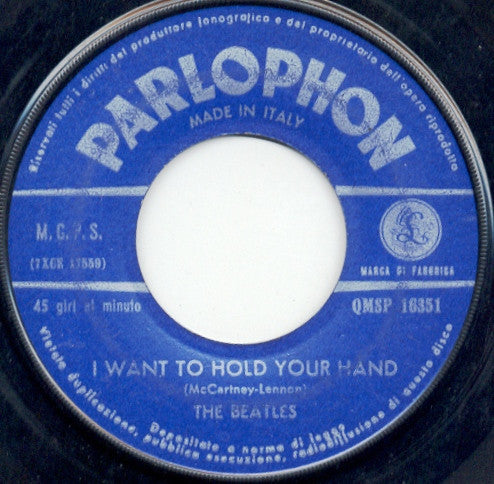 Riservati tutti i diritti del produttore fonografico e del proprietario dell'opera riprodotta
PARLOPHON
MADE IN ITALY
M. C. P. S.
(7XCE 17559)
MARCA DI FABBRICA
45 giri al minuto
QMSP 16351
I WANT TO HOLD YOUR HAND
(McCartney-Lennon)
THE BEATLES
Depositato a norma di legge
Vietate duplicazione, pubblica esecuzione, radiodiffusione di questo disco